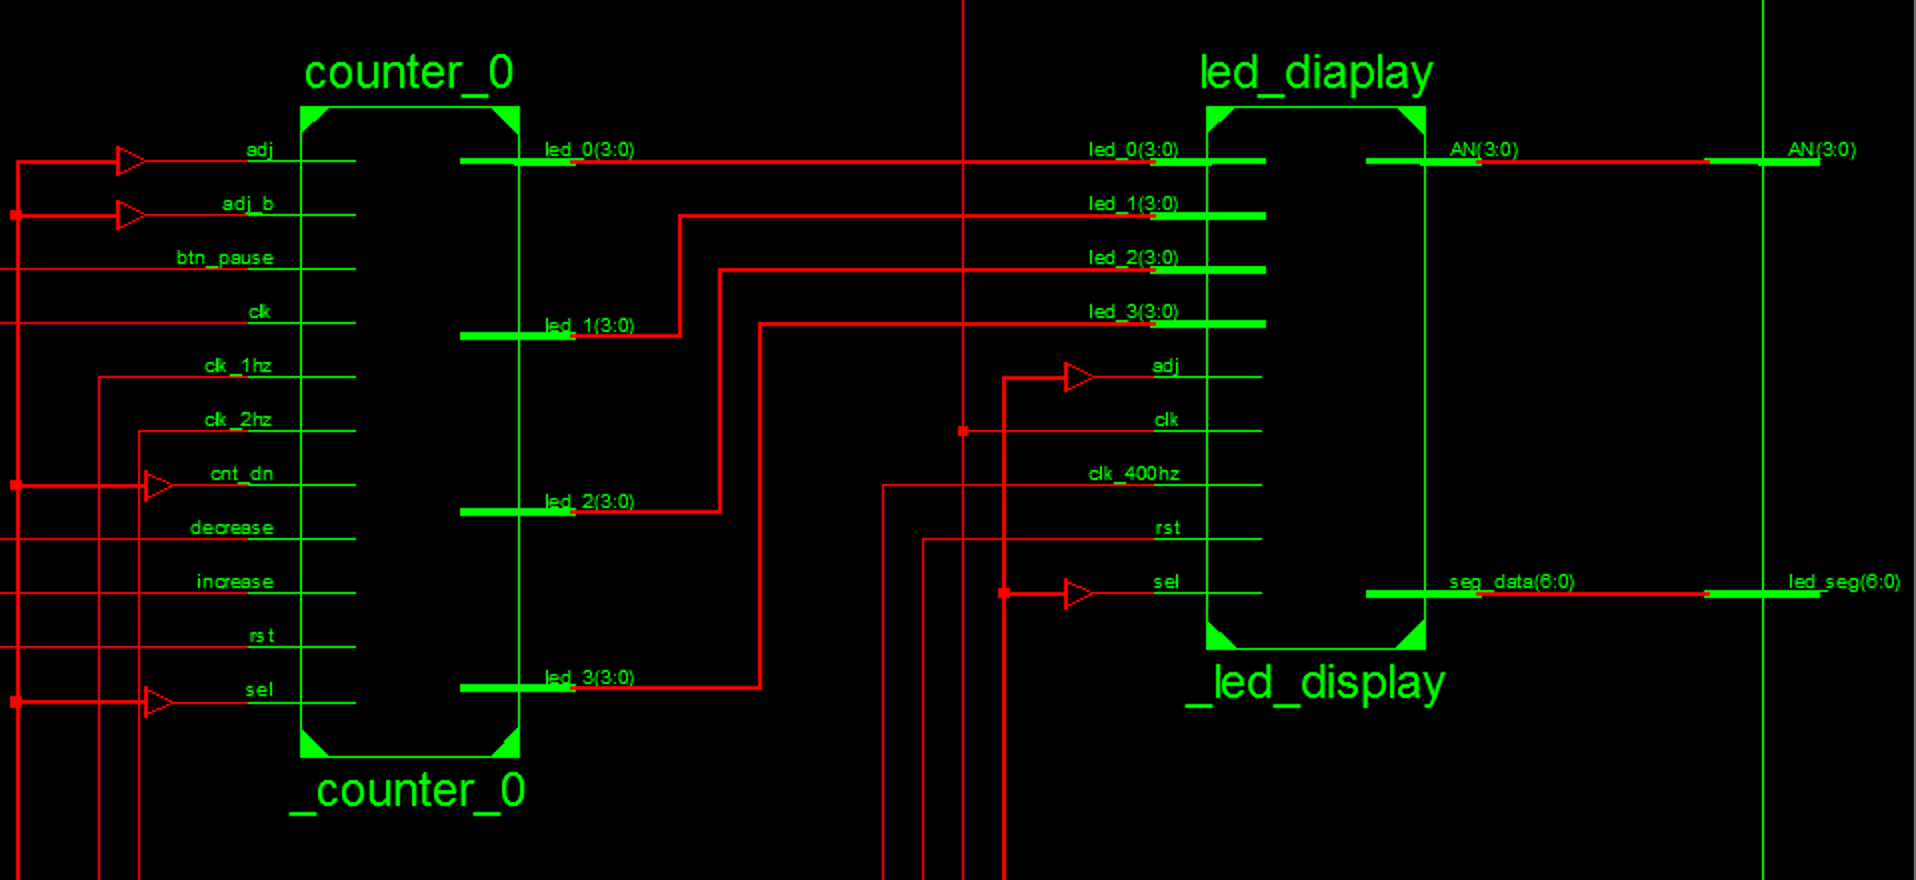 counter_0
adj
adj_b
btn_pause
clk
clk_1hz
clk_2hz
cnt_dn
decrease
increase
rst
sel
led_0(3:0)
led_1(3:0)
led_2(3:0)
led_3(3:0)
_counter_0
led_diaplay
led_0(3:0)
led_1(3:0)
led_2(3:0)
led_3(3:0)
adj
clk
clk_400hz
rst
sel
AN(3:0)
seg_data(6:0)
_led_display
AN(3:0)
led_seg(6:0)